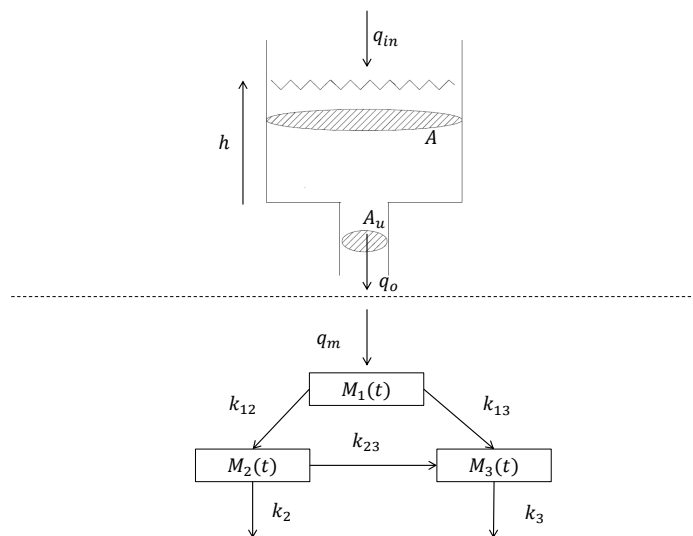 q_{in}
h
A
A_u
q_o
q_m
M_1(t)
k_{12}
k_{13}
k_{23}
M_2(t)
M_3(t)
k_2
k_3